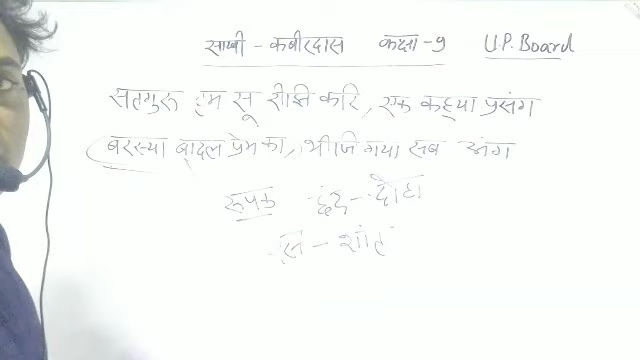 साखी - कबीरदास कक्षा - 9 U.P. Board
सतगुरु हम सू रीझि करि, एक कह्या प्रसंग
बरस्या बादल प्रेम का, भीजि गया सब अंग
रूपक छंद - दोहा
रस - शांत